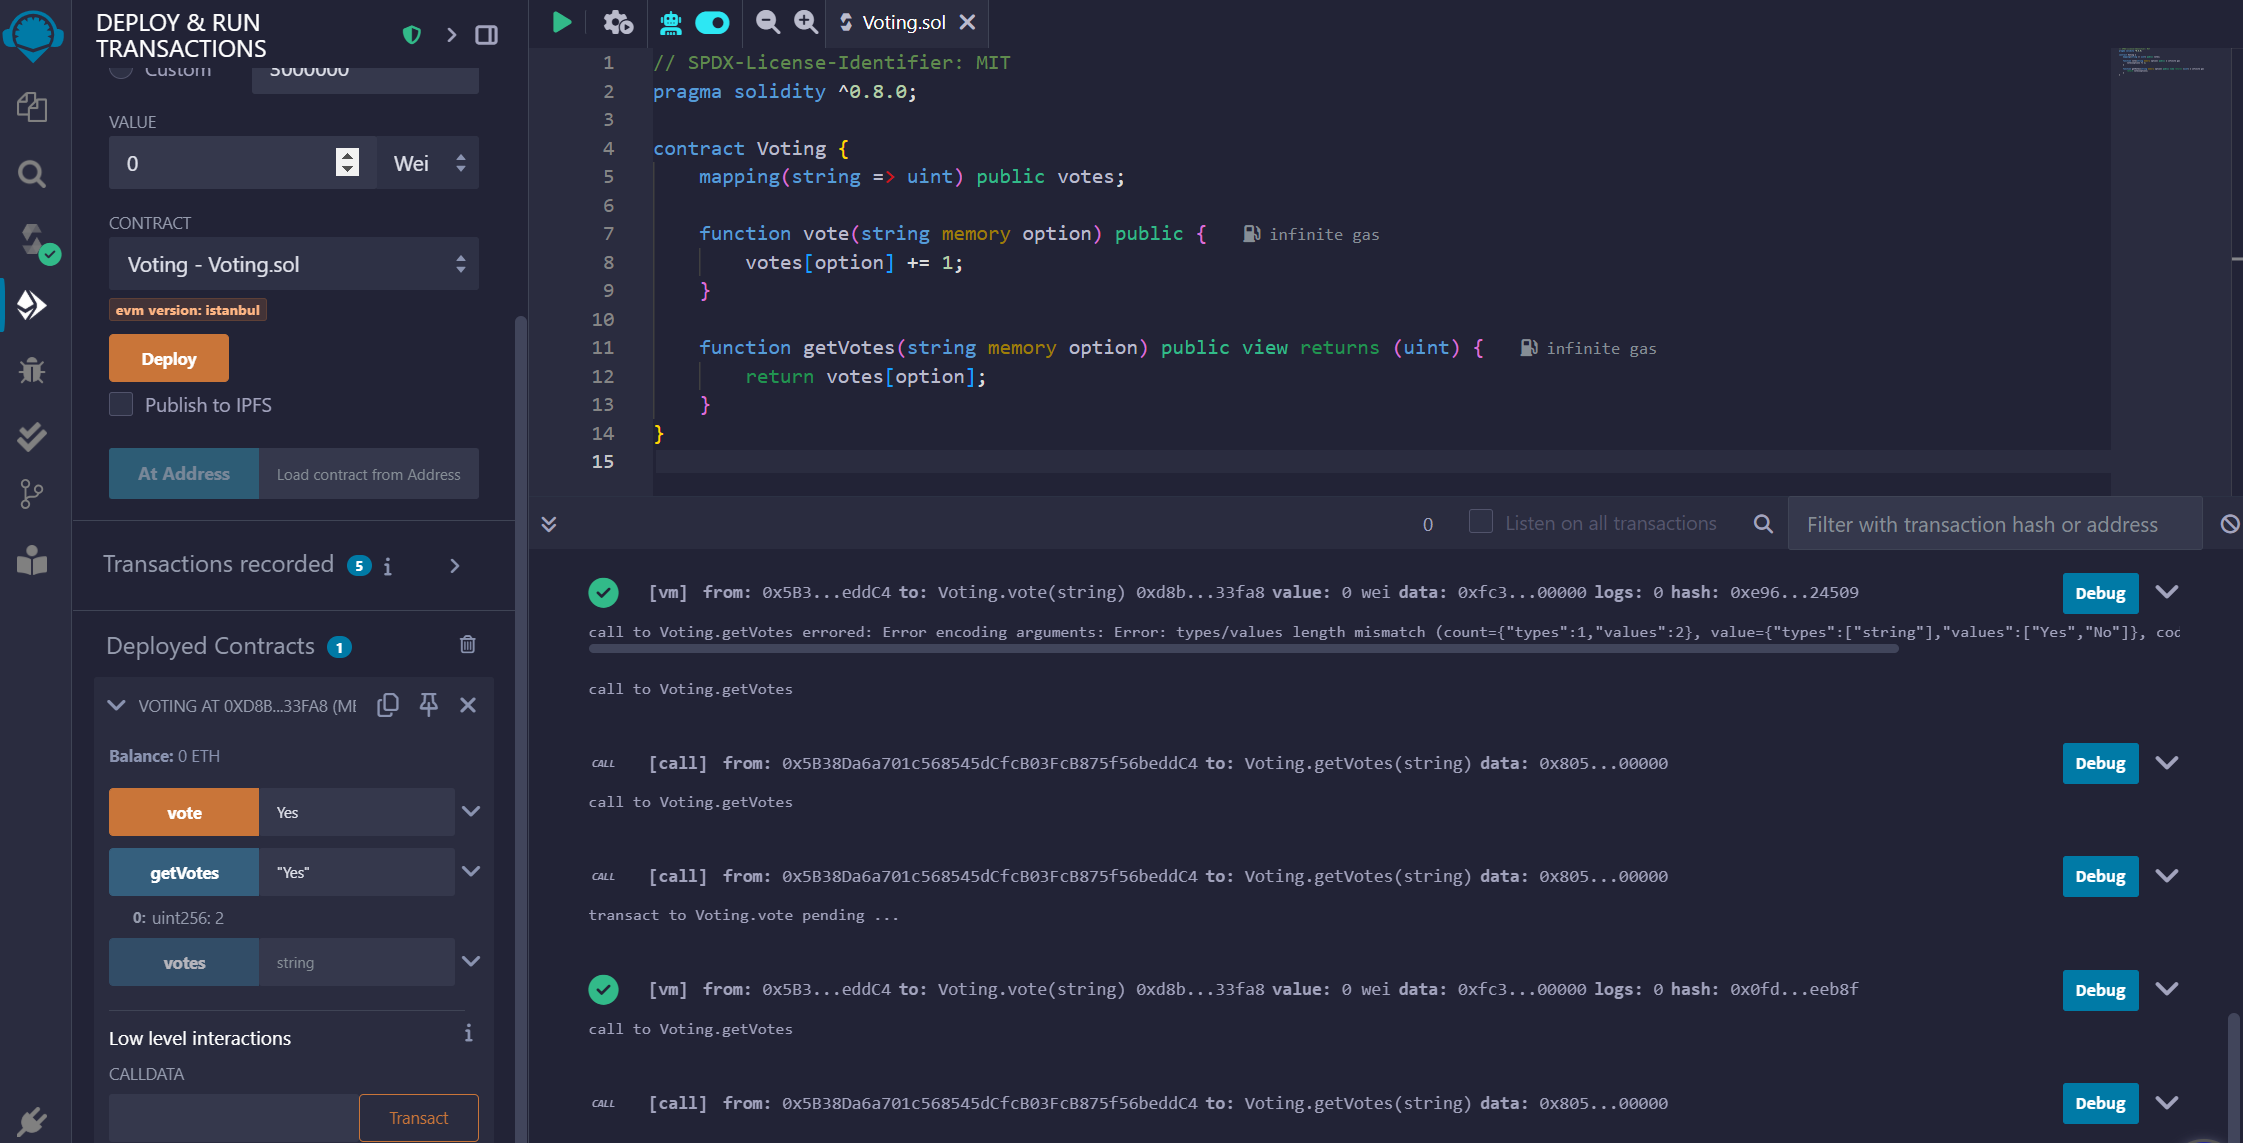 DEPLOY & RUN
TRANSACTIONS
Custom
3000000
VALUE
0
Wei
CONTRACT
Voting - Voting.sol
evm version: istanbul
Deploy
Publish to IPFS
At Address
Load contract from Address
Transactions recorded 5 i
Deployed Contracts 1
VOTING AT 0XD8B...33FA8 (ME
Balance: 0 ETH
vote
Yes
getVotes
"Yes"
0: uint256: 2
votes
string
Low level interactions
i
CALLDATA
Transact
Voting.sol
1 // SPDX-License-Identifier: MIT
2 pragma solidity ^0.8.0;
3
4 contract Voting {
5 mapping(string => uint) public votes;
6
7 function vote(string memory option) public { infinite gas
8 votes[option] += 1;
9 }
10
11 function getVotes(string memory option) public view returns (uint) { infinite gas
12 return votes[option];
13 }
14 }
15
0
Listen on all transactions
Filter with transaction hash or address
[vm] from: 0x5B3...eddC4 to: Voting.vote(string) 0xd8b...33fa8 value: 0 wei data: 0xfc3...00000 logs: 0 hash: 0xe96...24509
Debug
call to Voting.getVotes errored: Error encoding arguments: Error: types/values length mismatch (count={"types":1,"values":2}, value={"types":["string"],"values":["Yes","No"]}, coc
call to Voting.getVotes
CALL [call] from: 0x5B38Da6a701c568545dCfcB03FcB875f56beddC4 to: Voting.getVotes(string) data: 0x805...00000
Debug
call to Voting.getVotes
CALL [call] from: 0x5B38Da6a701c568545dCfcB03FcB875f56beddC4 to: Voting.getVotes(string) data: 0x805...00000
Debug
transact to Voting.vote pending ...
[vm] from: 0x5B3...eddC4 to: Voting.vote(string) 0xd8b...33fa8 value: 0 wei data: 0xfc3...00000 logs: 0 hash: 0x0fd...eeb8f
Debug
call to Voting.getVotes
CALL [call] from: 0x5B38Da6a701c568545dCfcB03FcB875f56beddC4 to: Voting.getVotes(string) data: 0x805...00000
Debug